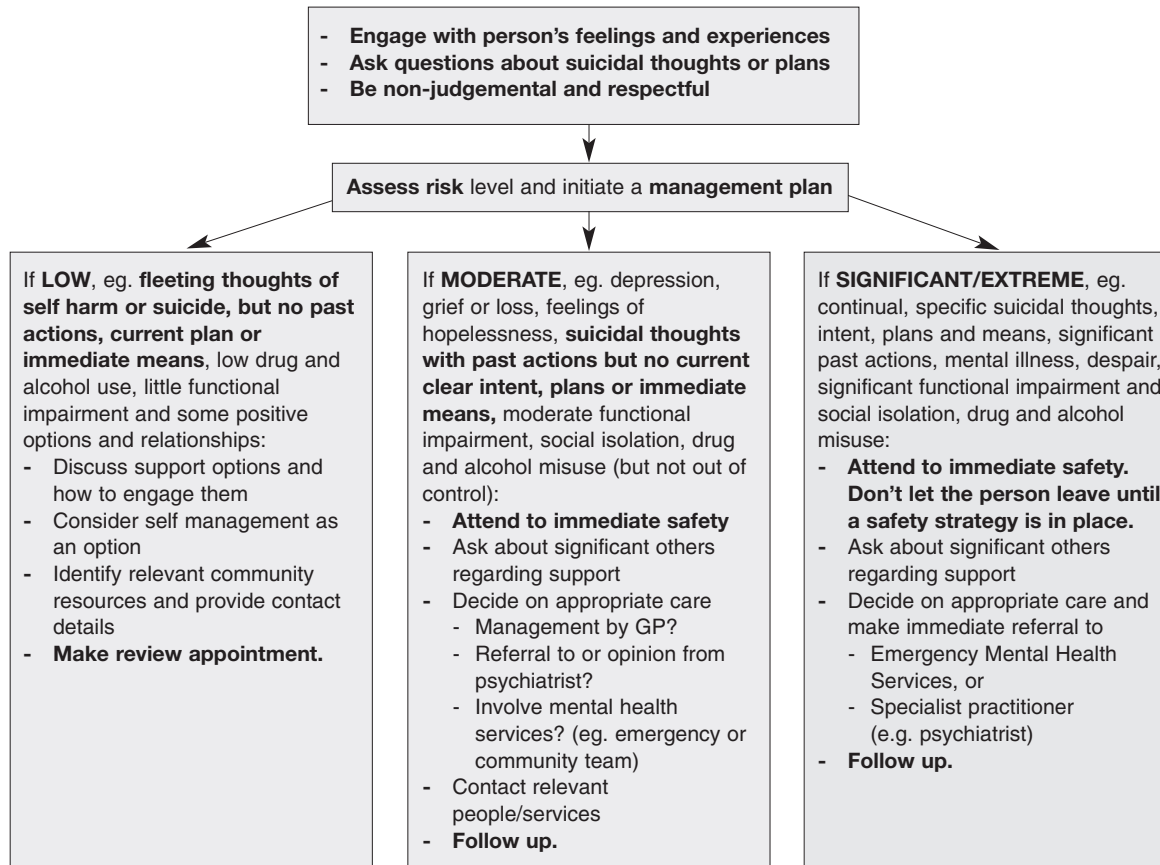 - Engage with person's feelings and experiences
- Ask questions about suicidal thoughts or plans
- Be non-judgemental and respectful
Assess risk level and initiate a management plan
If LOW, eg. fleeting thoughts of
self harm or suicide, but no past
actions, current plan or
immediate means, low drug and
alcohol use, little functional
impairment and some positive
options and relationships:
- Discuss support options and
how to engage them
- Consider self management as
an option
- Identify relevant community
resources and provide contact
details
- Make review appointment.
If MODERATE, eg. depression,
grief or loss, feelings of
hopelessness, suicidal thoughts
with past actions but no current
clear intent, plans or immediate
means, moderate functional
impairment, social isolation, drug
and alcohol misuse (but not out of
control):
- Attend to immediate safety
- Ask about significant others
regarding support
- Decide on appropriate care
- Management by GP?
- Referral to or opinion from
psychiatrist?
- Involve mental health
services? (eg. emergency or
community team)
- Contact relevant
people/services
- Follow up.
If SIGNIFICANT/EXTREME, eg.
continual, specific suicidal thoughts,
intent, plans and means, significant
past actions, mental illness, despair,
significant functional impairment and
social isolation, drug and alcohol
misuse:
- Attend to immediate safety.
Don't let the person leave until
a safety strategy is in place.
- Ask about significant others
regarding support
- Decide on appropriate care and
make immediate referral to
- Emergency Mental Health
Services, or
- Specialist practitioner
(e.g. psychiatrist)
- Follow up.